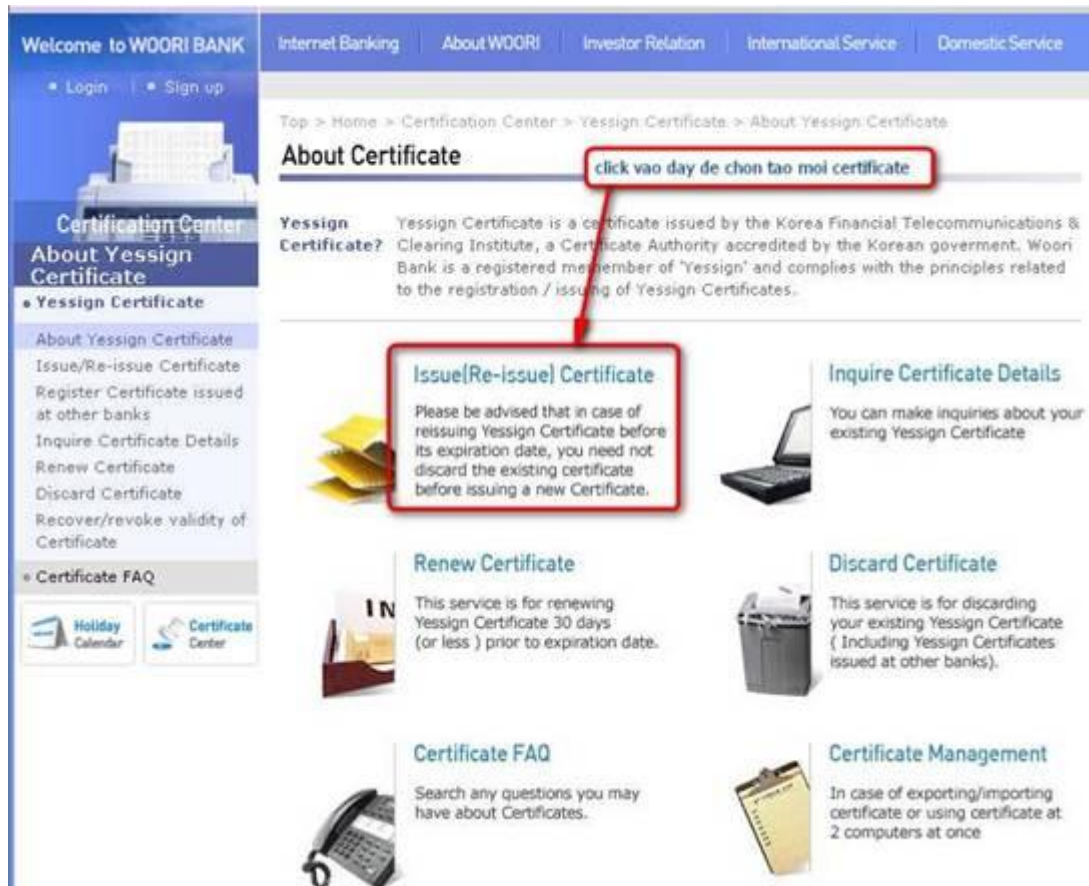 Welcome to WOORI BANK
Internet Banking
About WOORI
Investor Relation
International Service
Domestic Service
Login
Sign up
Top > Home > Certification Center > Yessign Certificate > About Yessign Certificate
About Certificate
click vao day de chon tao moi certificate
Certification Center
About Yessign
Certificate
Yessign Certificate
About Yessign Certificate
Issue/Re-issue Certificate
Register Certificate issued
at other banks
Inquire Certificate Details
Renew Certificate
Discard Certificate
Recover/revoke validity of
Certificate
Certificate FAQ
Holiday
Calendar
Certificate
Center
Yessign
Certificate?
Yessign Certificate is a certificate issued by the Korea Financial Telecommunications &
Clearing Institute, a Certificate Authority accredited by the Korean goverment. Woori
Bank is a registered memember of 'Yessign' and complies with the principles related
to the registration / issuing of Yessign Certificates.
Issue(Re-issue) Certificate
Please be advised that in case of
reissuing Yessign Certificate before
its expiration date, you need not
discard the existing certificate
before issuing a new Certificate.
Inquire Certificate Details
You can make inquiries about your
existing Yessign Certificate
Renew Certificate
This service is for renewing
Yessign Certificate 30 days
(or less ) prior to expiration date.
IN
Discard Certificate
This service is for discarding
your existing Yessign Certificate
( Including Yessign Certificates
issued at other banks).
Certificate FAQ
Search any questions you may
have about Certificates.
Certificate Management
In case of exporting/importing
certificate or using certificate at
2 computers at once